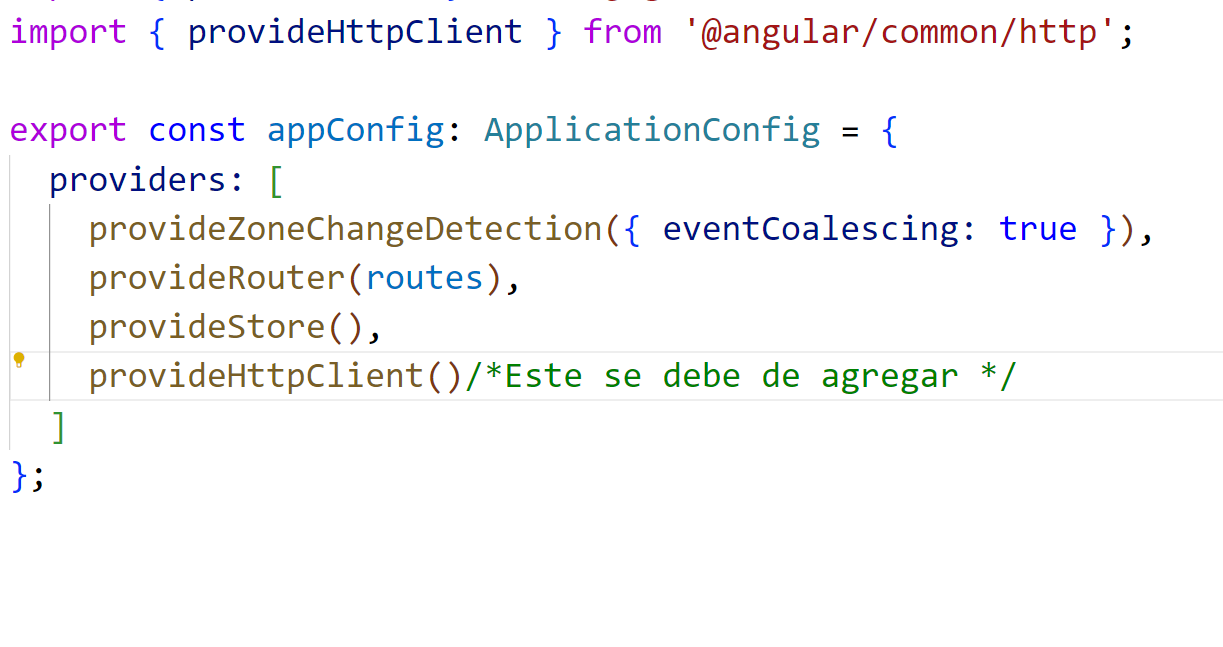 import { provideHttpClient } from '@angular/common/http';
export const appConfig: ApplicationConfig = {
providers: [
provideZoneChangeDetection({ eventCoalescing: true }),
provideRouter(routes),
provideStore(),
provideHttpClient()/*Este se debe de agregar */
]
};